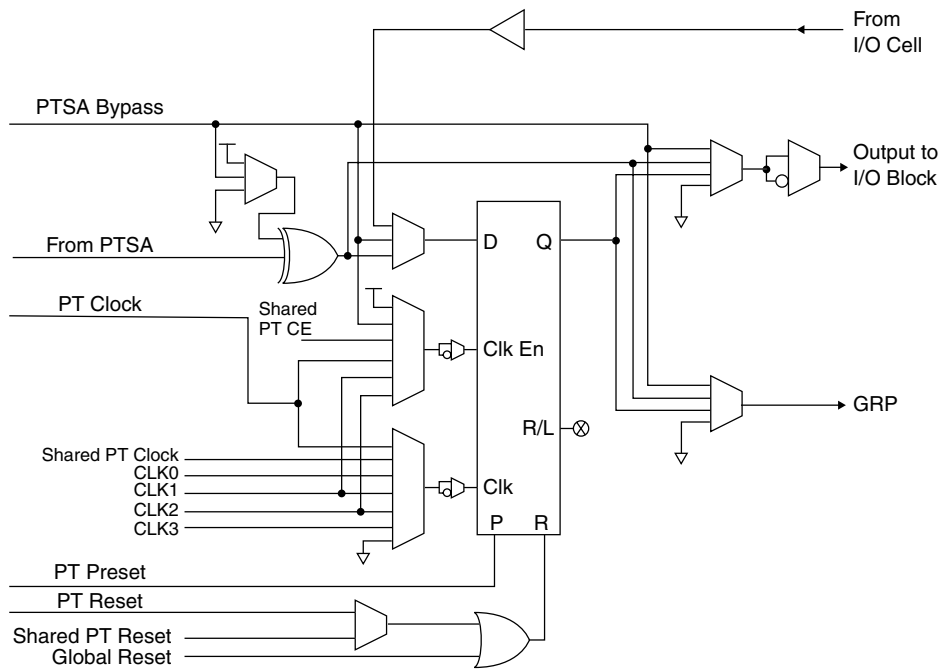 From
I/O Cell
PTSA Bypass
Output to
I/O Block
From PTSA
D
Q
PT Clock
Shared
PT CE
Clk En
GRP
R/L
Shared PT Clock
CLK0
CLK1
CLK2
CLK3
Clk
P
R
PT Preset
PT Reset
Shared PT Reset
Global Reset